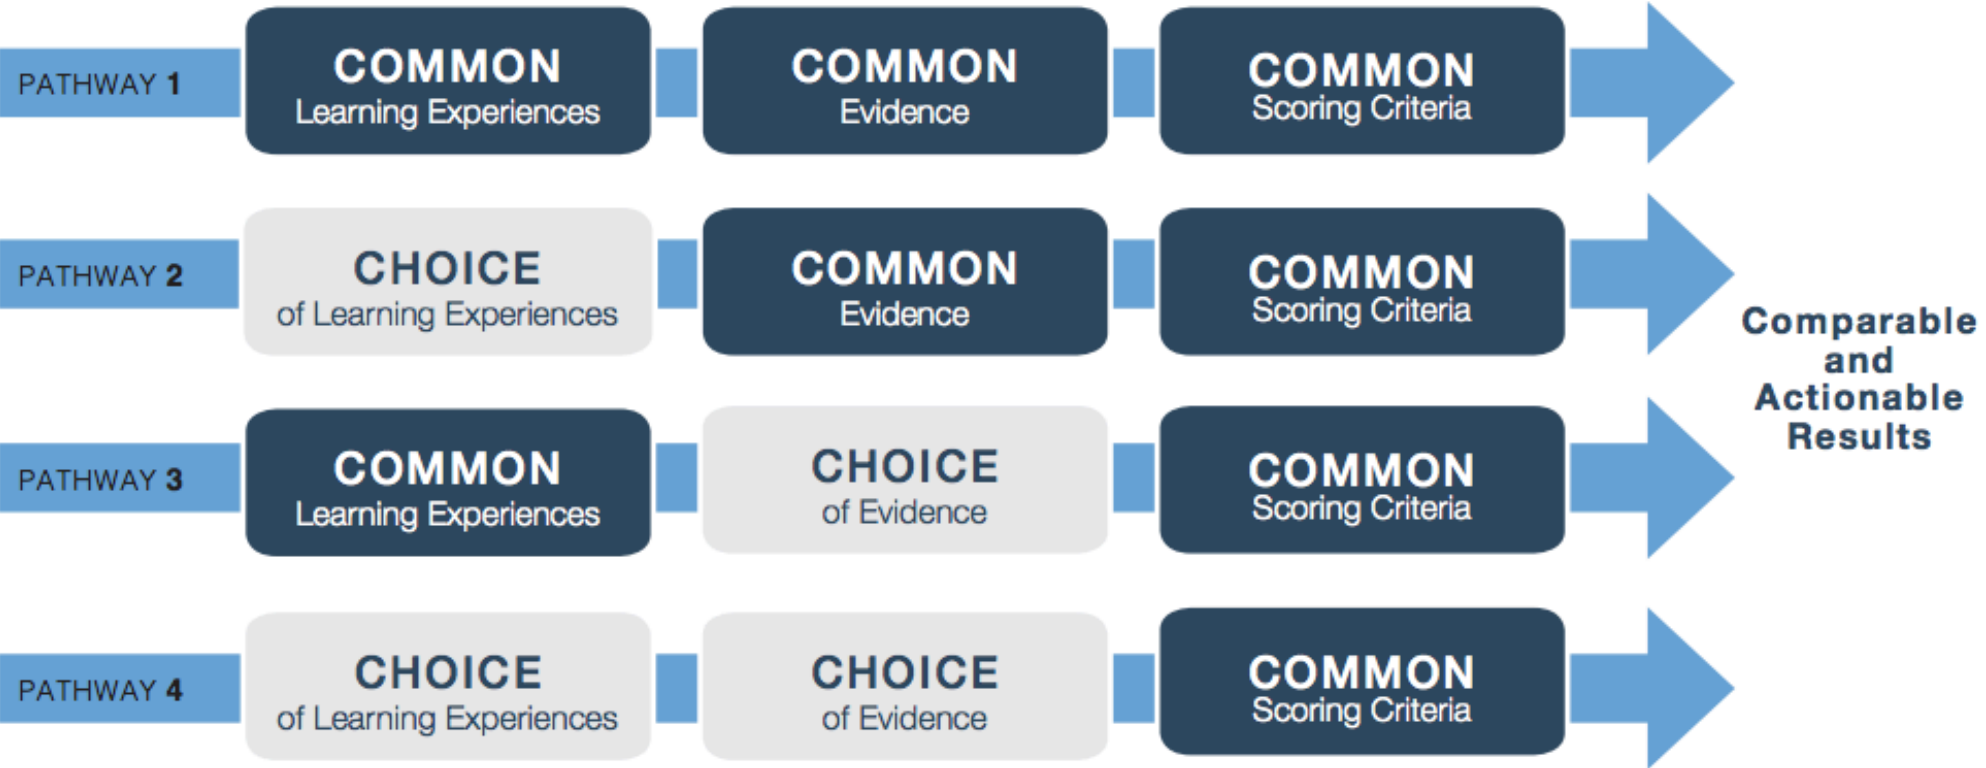 PATHWAY 1
COMMON
Learning Experiences
COMMON
Evidence
COMMON
Scoring Criteria
PATHWAY 2
CHOICE
of Learning Experiences
COMMON
Evidence
COMMON
Scoring Criteria
PATHWAY 3
COMMON
Learning Experiences
CHOICE
of Evidence
COMMON
Scoring Criteria
PATHWAY 4
CHOICE
of Learning Experiences
CHOICE
of Evidence
COMMON
Scoring Criteria
Comparable
and
Actionable
Results